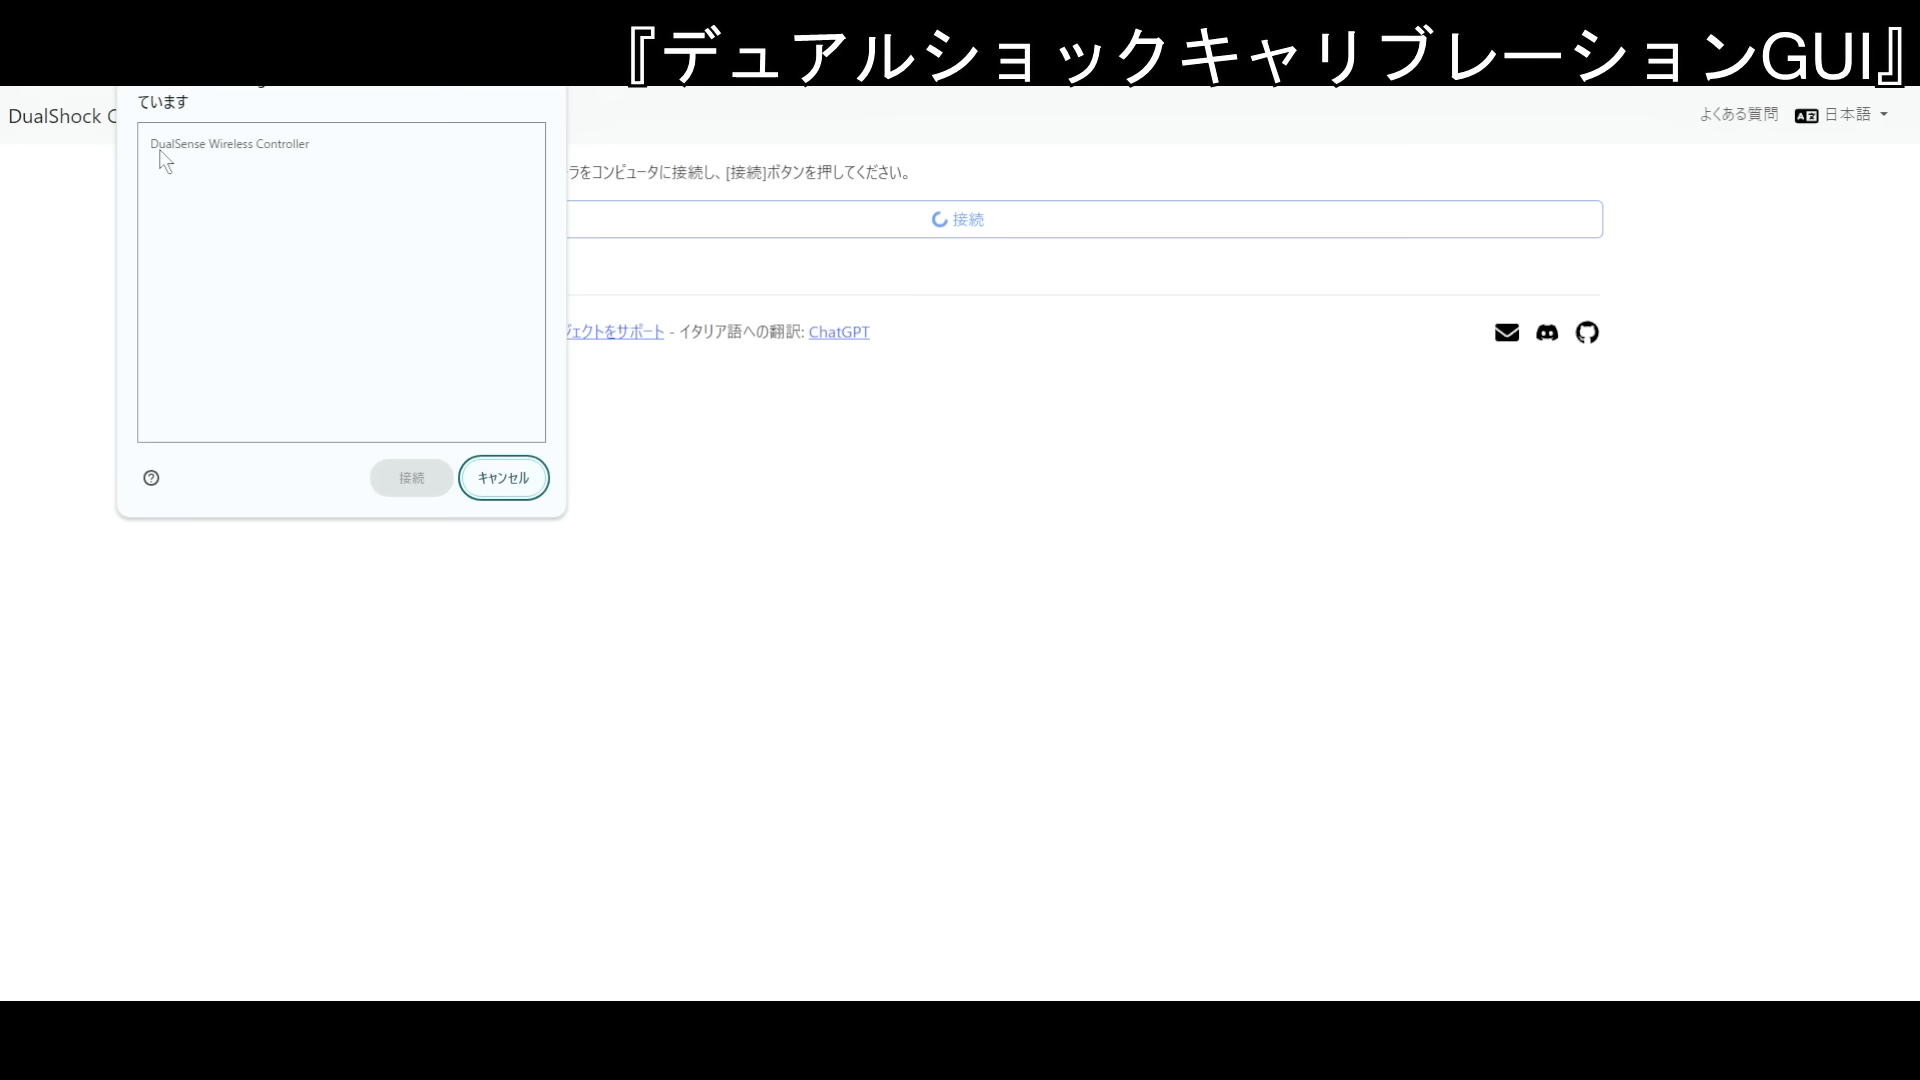 『デュアルショックキャリブレーションGUI』
DualShock C
よくある質問
日本語
ています
DualSense Wireless Controller
接続
キャンセル
ラをコンピュータに接続し、[接続]ボタンを押してください。
接続
ジェクトをサポート - イタリア語への翻訳: ChatGPT